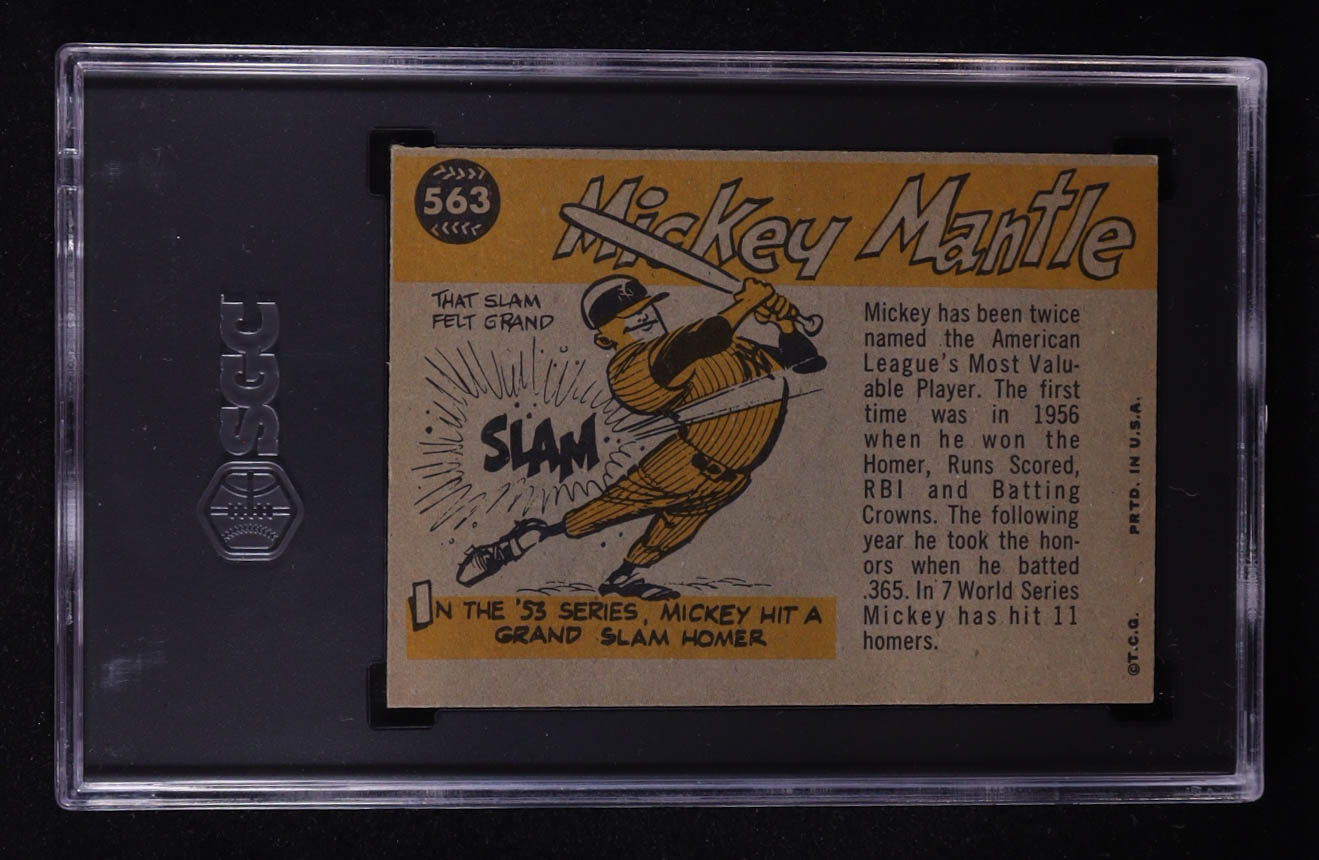 563
Mickey Mantle
THAT SLAM
FELT GRAND
SLAM
IN THE '53 SERIES, MICKEY HIT A
GRAND SLAM HOMER
Mickey has been twice
named the American
League's Most Valu-
able Player. The first
time was in 1956
when he won the
Homer, Runs Scored,
RBI and Batting
Crowns. The following
year he took the hon-
ors when he batted
.365. In 7 World Series
Mickey has hit 11
homers.
©T.C.G. PRTD. IN U.S.A.
SGC